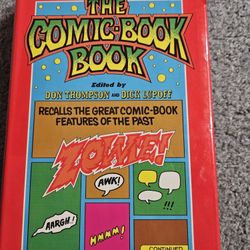 THE
COMIC-BOOK
BOOK
Edited by
DON THOMPSON AND DICK LUPOFF
RECALLS THE GREAT COMIC-BOOK
FEATURES OF THE PAST
ZOWIE!
AWK!
!!!
AARGH!
HMMM!
CONTINUED